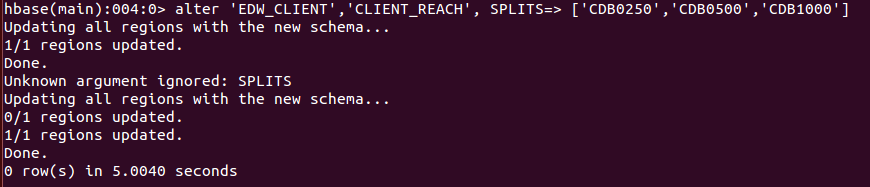 hbase(main):004:0> alter 'EDW_CLIENT','CLIENT_REACH', SPLITS=> ['CDB0250','CDB0500','CDB1000']
Updating all regions with the new schema...
1/1 regions updated.
Done.
Unknown argument ignored: SPLITS
Updating all regions with the new schema...
0/1 regions updated.
1/1 regions updated.
Done.
0 row(s) in 5.0040 seconds